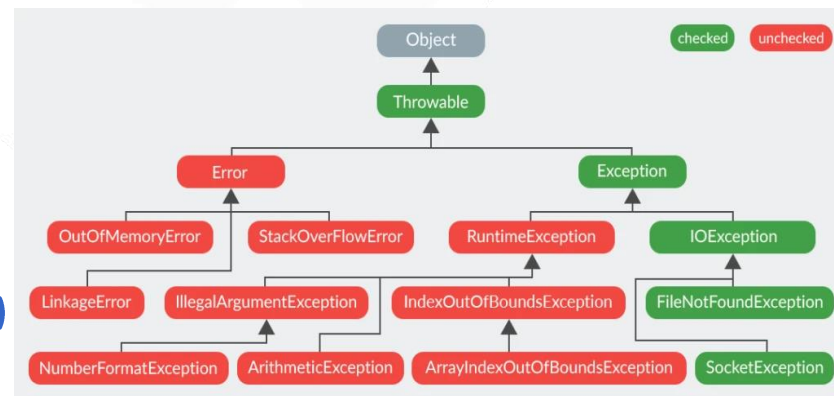 Object
checked unchecked
Throwable
Error Exception
OutOfMemoryError StackOverFlowError RuntimeException IOException
LinkageError IllegalArgumentException IndexOutOfBoundsException FileNotFoundException
NumberFormatException ArithmeticException ArrayIndexOutOfBoundsException SocketException